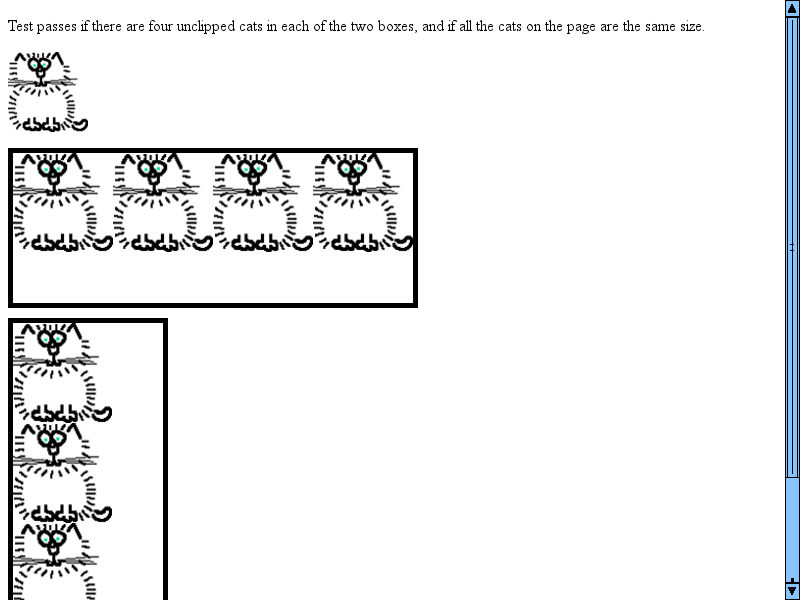 Test passes if there are four unclipped cats in each of the two boxes, and if all the cats on the page are the same size.